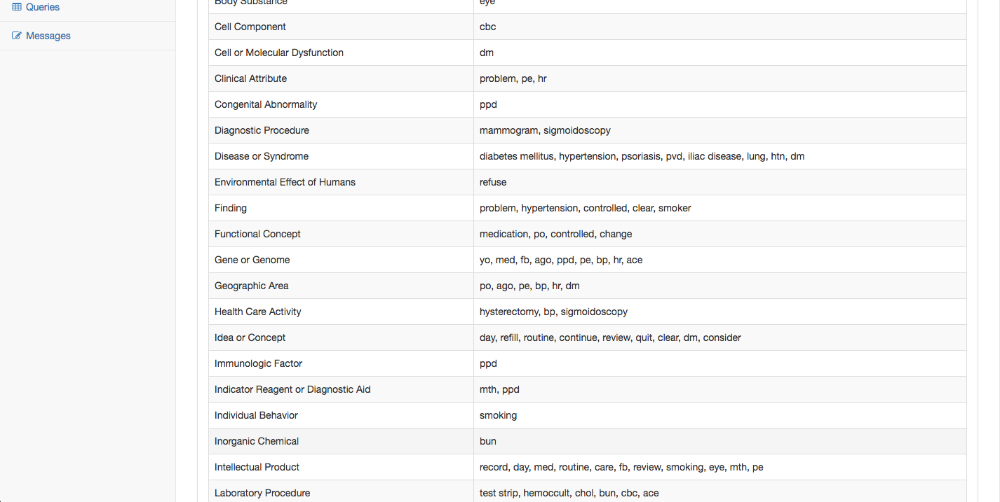 Queries
Messages
Body Substance eye
Cell Component cbc
Cell or Molecular Dysfunction dm
Clinical Attribute problem, pe, hr
Congenital Abnormality ppd
Diagnostic Procedure mammogram, sigmoidoscopy
Disease or Syndrome diabetes mellitus, hypertension, psoriasis, pvd, iliac disease, lung, htn, dm
Environmental Effect of Humans refuse
Finding problem, hypertension, controlled, clear, smoker
Functional Concept medication, po, controlled, change
Gene or Genome yo, med, fb, ago, ppd, pe, bp, hr, ace
Geographic Area po, ago, pe, bp, hr, dm
Health Care Activity hysterectomy, bp, sigmoidoscopy
Idea or Concept day, refill, routine, continue, review, quit, clear, dm, consider
Immunologic Factor ppd
Indicator Reagent or Diagnostic Aid mth, ppd
Individual Behavior smoking
Inorganic Chemical bun
Intellectual Product record, day, med, routine, care, fb, review, smoking, eye, mth, pe
Laboratory Procedure test strip, hemoccult, chol, bun, cbc, ace